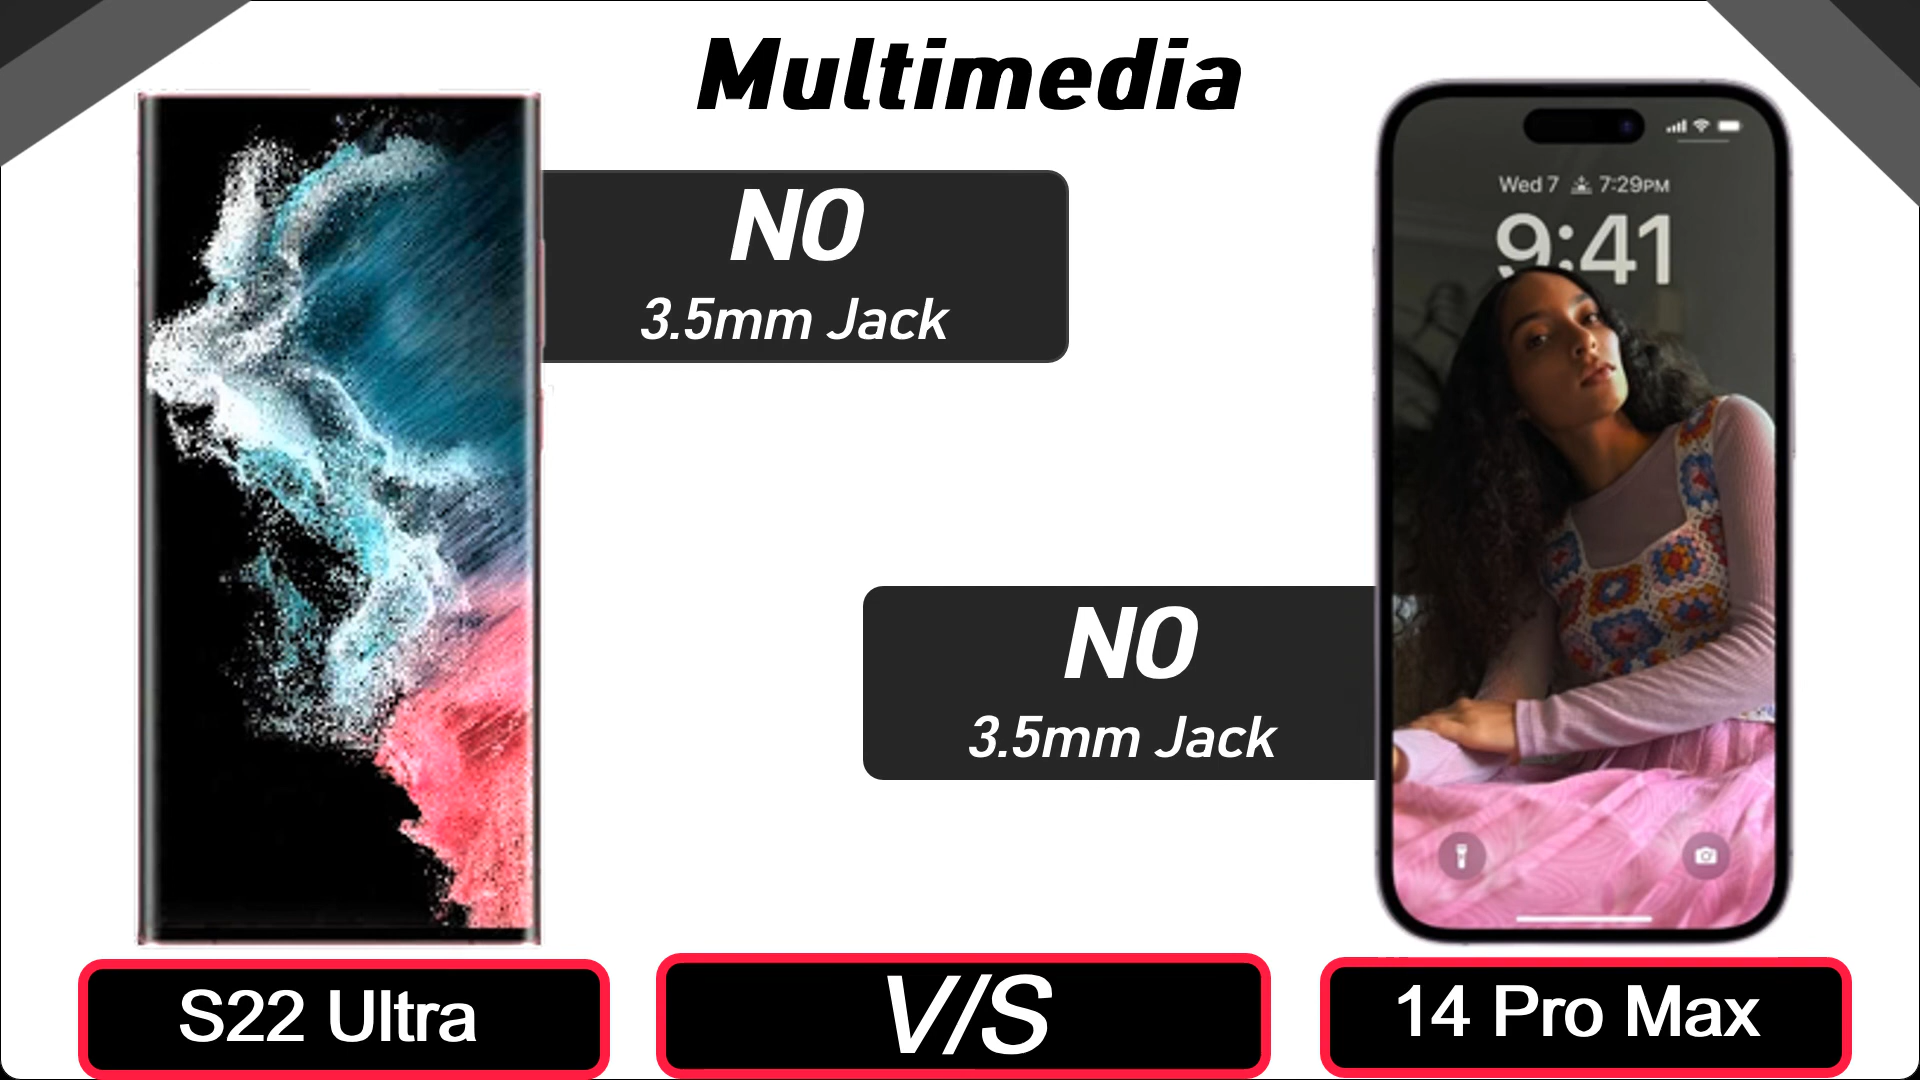 Multimedia
NO
3.5mm Jack
Wed 7 7:29PM
9:41
NO
3.5mm Jack
S22 Ultra
V/S
14 Pro Max